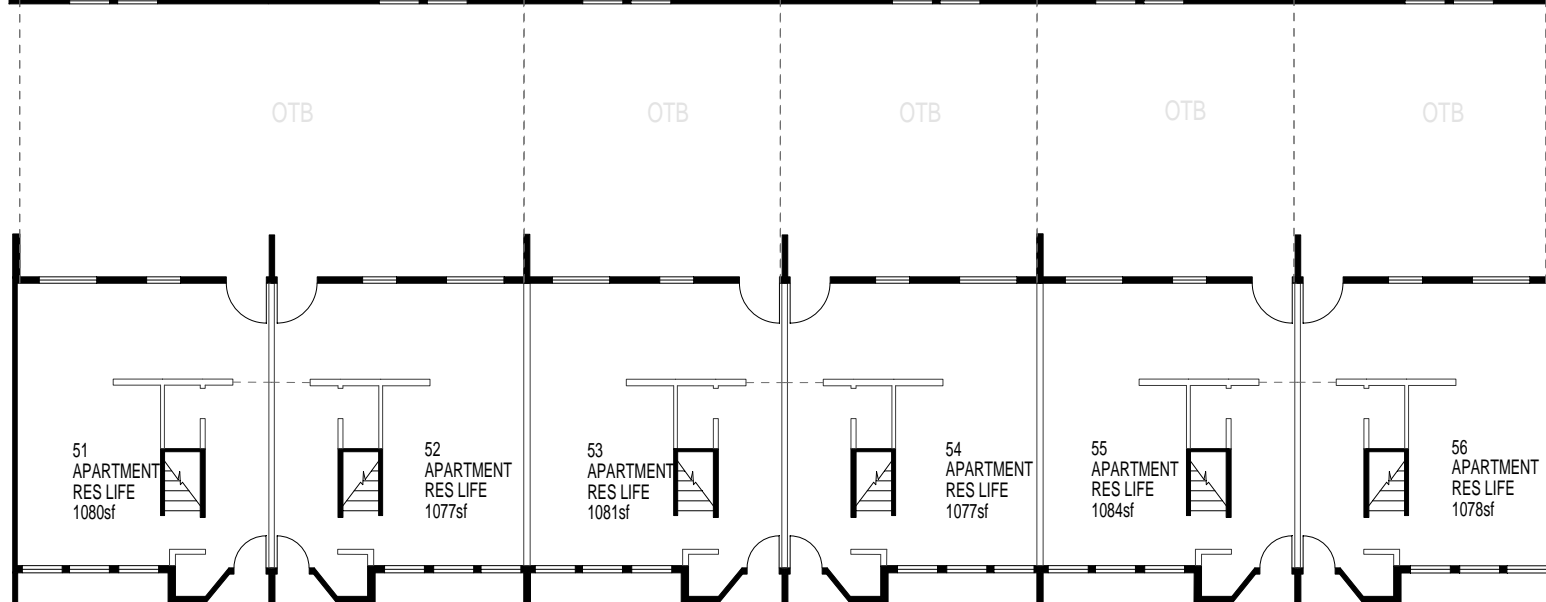 OTB
OTB
OTB
OTB
OTB
51
APARTMENT
RES LIFE
1080sf
52
APARTMENT
RES LIFE
1077sf
53
APARTMENT
RES LIFE
1081sf
54
APARTMENT
RES LIFE
1077sf
55
APARTMENT
RES LIFE
1084sf
56
APARTMENT
RES LIFE
1078sf